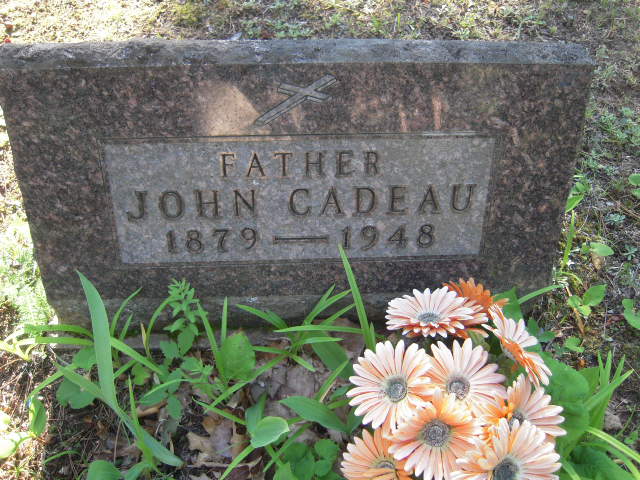 FATHER
JOHN CADEAU
1879 — 1948